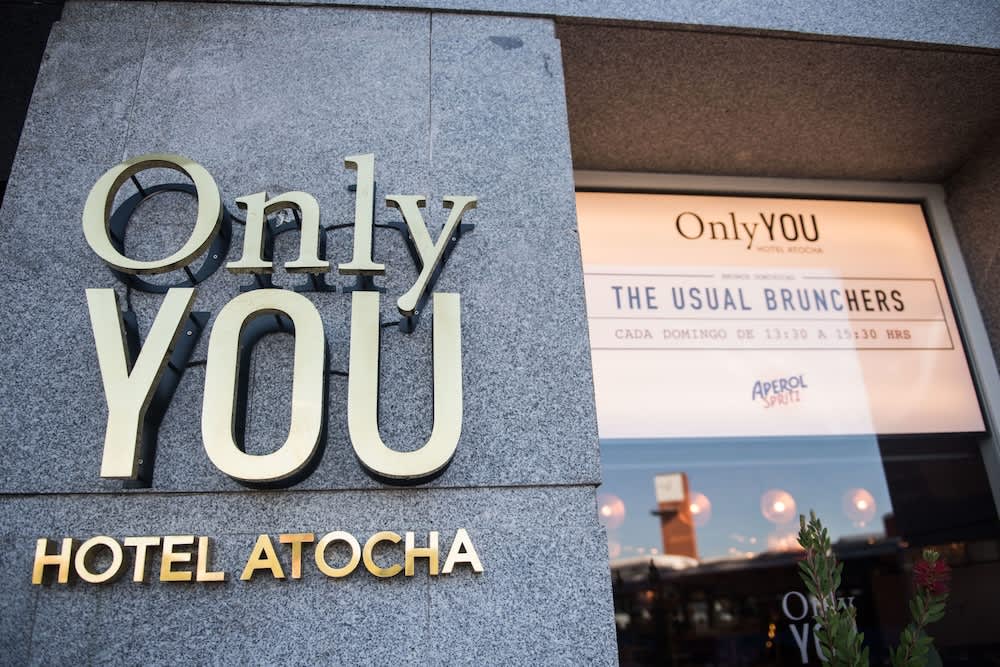 Only
YOU
HOTEL ATOCHA
OnlyYOU
HOTEL ATOCHA
THE USUAL BRUNCHERS
CADA DOMINGO DE 13:30 A 15:30 HRS
APEROL
SPRITZ
Only